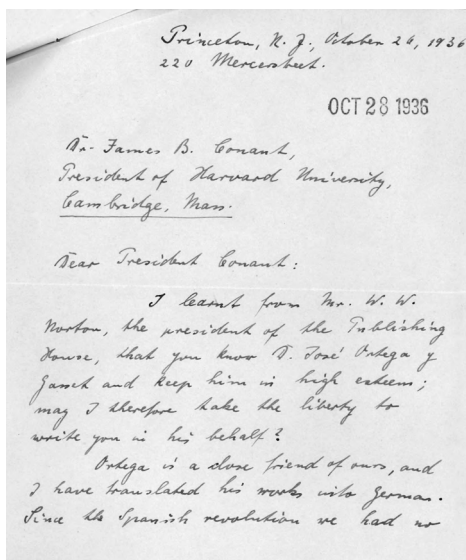 Princeton, N. J., October 26, 1936
220 Mercerstreet.
OCT 28 1936
Dr. James B. Conant,
President of Harvard University,
Cambridge, Mass.
Dear President Conant:
I learnt from Mr. W. W.
Norton, the president of the Publishing
House, that you know D. José Ortega y
Gasset and keep him in high esteem;
may I therefore take the liberty to
write you in his behalf?
Ortega is a close friend of ours, and
I have translated his works into German.
Since the Spanish revolution we had no